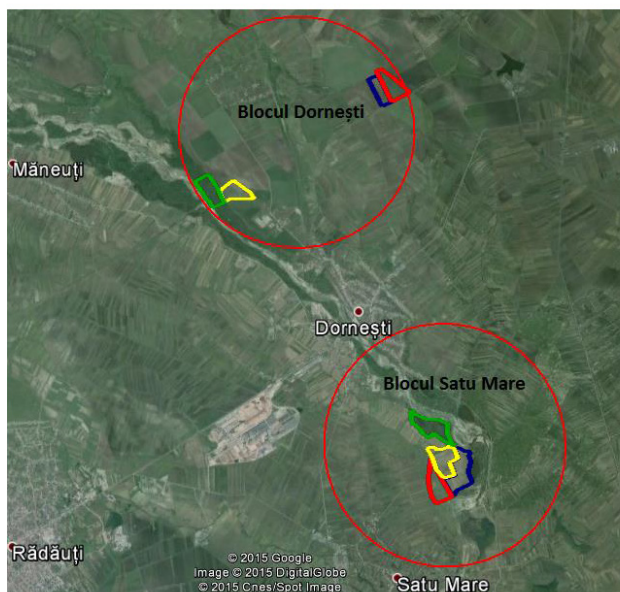 Blocul Dornești
Măneuți
Dornești
Blocul Satu Mare
Rădăuți
© 2015 Google
Image © 2015 DigitalGlobe
© 2015 Cnes/Spot Image
Satu Mare